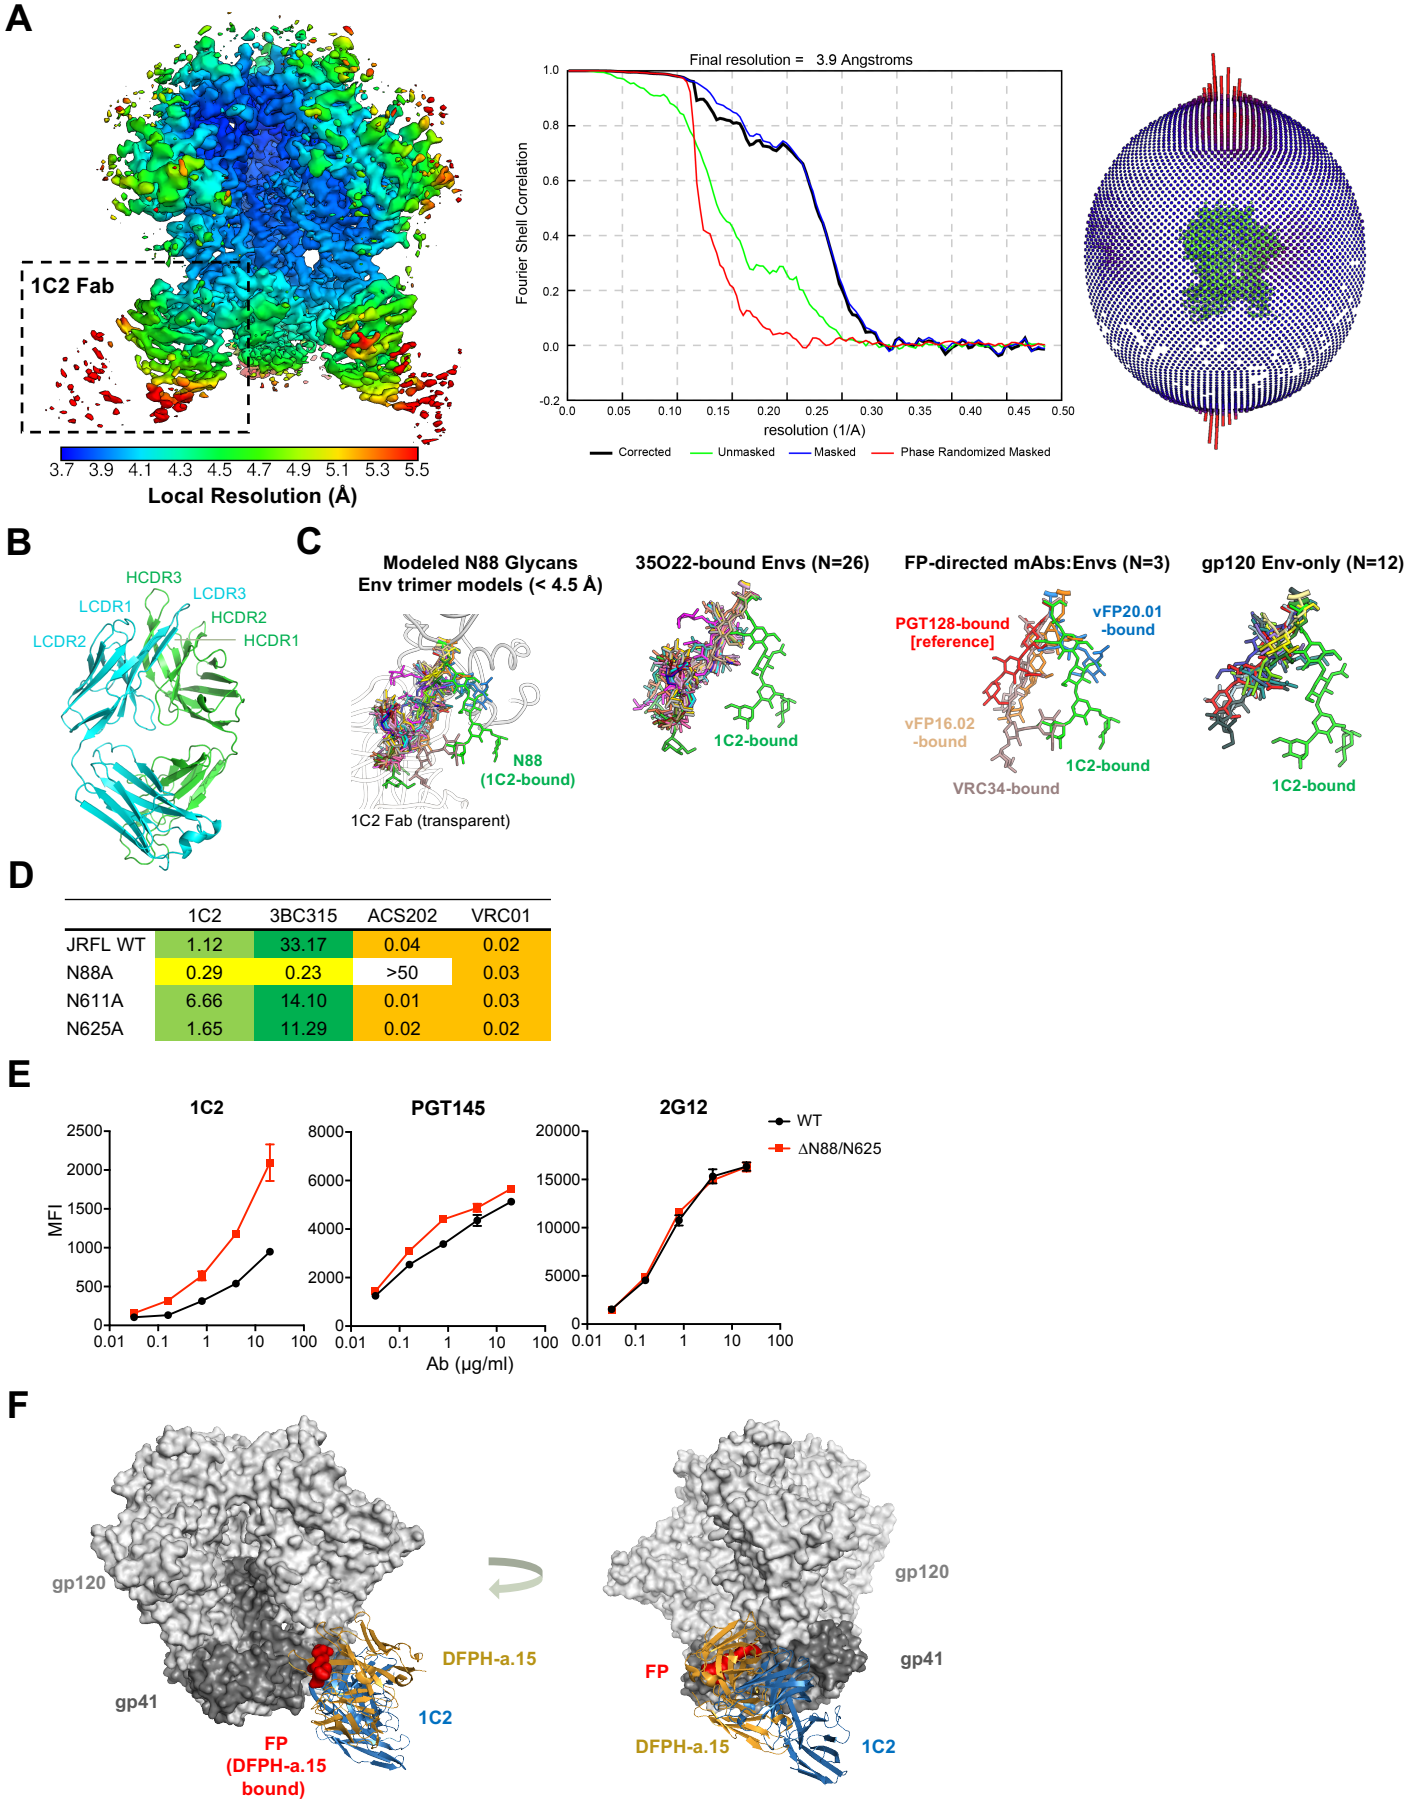 A
1C2 Fab
3.7 3.9 4.1 4.3 4.5 4.7 4.9 5.1 5.3 5.5
Local Resolution (Å)
Final resolution = 3.9 Angstroms
Fourier Shell Correlation
1.0
0.8
0.6
0.4
0.2
0.0
-0.2
0.0 0.05 0.10 0.15 0.20 0.25 0.30 0.35 0.40 0.45 0.50
resolution (1/A)
Corrected Unmasked Masked Phase Randomized Masked
B
HCDR3
LCDR1
LCDR3
LCDR2
HCDR2
HCDR1
C
Modeled N88 Glycans
Env trimer models (< 4.5 Å)
N88
(1C2-bound)
1C2 Fab (transparent)
35O22-bound Envs (N=26)
1C2-bound
FP-directed mAbs:Envs (N=3)
PGT128-bound
[reference]
vFP20.01
-bound
vFP16.02
-bound
1C2-bound
VRC34-bound
gp120 Env-only (N=12)
1C2-bound
D
1C2 3BC315 ACS202 VRC01
JRFL WT 1.12 33.17 0.04 0.02
N88A 0.29 0.23 >50 0.03
N611A 6.66 14.10 0.01 0.03
N625A 1.65 11.29 0.02 0.02
E
1C2
MFI
2500
2000
1500
1000
500
0
0.01 0.1 1 10 100
PGT145
8000
6000
4000
2000
0
0.01 0.1 1 10 100
Ab (µg/ml)
2G12
20000
15000
10000
5000
0
0.01 0.1 1 10 100
WT
ΔN88/N625
F
gp120
gp41
DFPH-a.15
1C2
FP
(DFPH-a.15
bound)
gp120
gp41
FP
DFPH-a.15
1C2